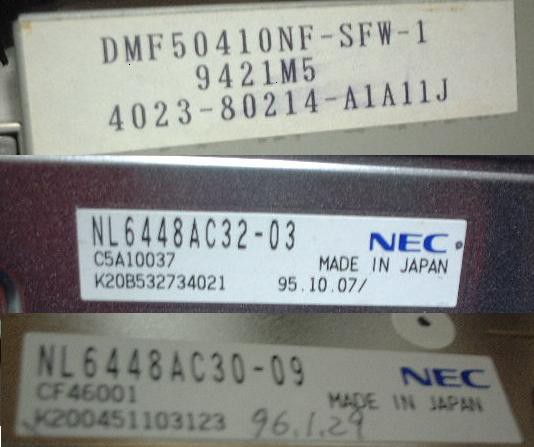 DMF50410NF-SFW-1
9421M5
4023-80214-A1A11J
NL6448AC32-03 NEC
C5A10037 MADE IN JAPAN
K20B532734021 95.10.07/
NL6448AC30-09 NEC
CF46001 MADE IN JAPAN
K200451103123 96.1.29